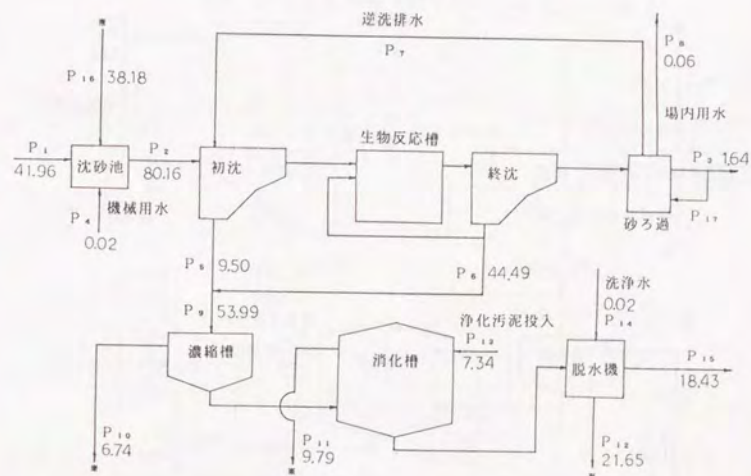 逆洗排水
P₇
P₈
0.06
※
P₁₆
38.18
場内用水
生物反応槽
P₁
41.96
沈砂池
P₂
80.16
初沈
終沈
P₃
1.64
P₄
0.02
機械用水
砂ろ過
P₁₇
P₅
9.50
P₆
44.49
洗浄水
0.02
P₁₄
P₉
53.99
浄化汚泥投入
P₁₃
7.34
濃縮槽
消化槽
脱水機
P₁₅
18.43
P₁₀
6.74
※
P₁₁
9.79
※
P₁₂
21.65
※